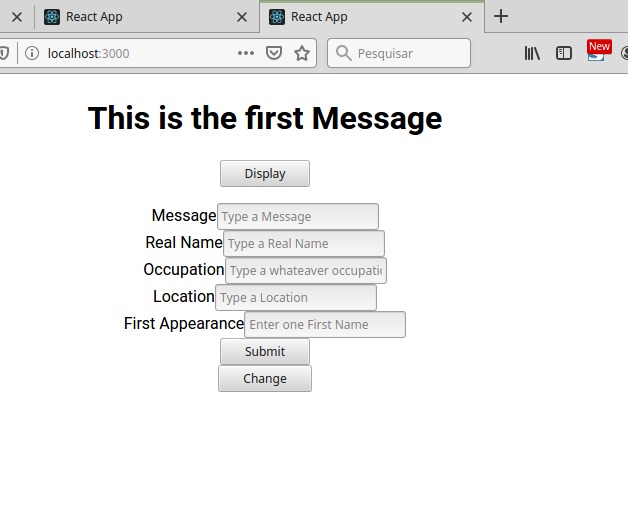 React App React App
localhost:3000 Pesquisar New
This is the first Message
Display
Message Type a Message
Real Name Type a Real Name
Occupation Type a whateaver occupatic
Location Type a Location
First Appearance Enter one First Name
Submit
Change